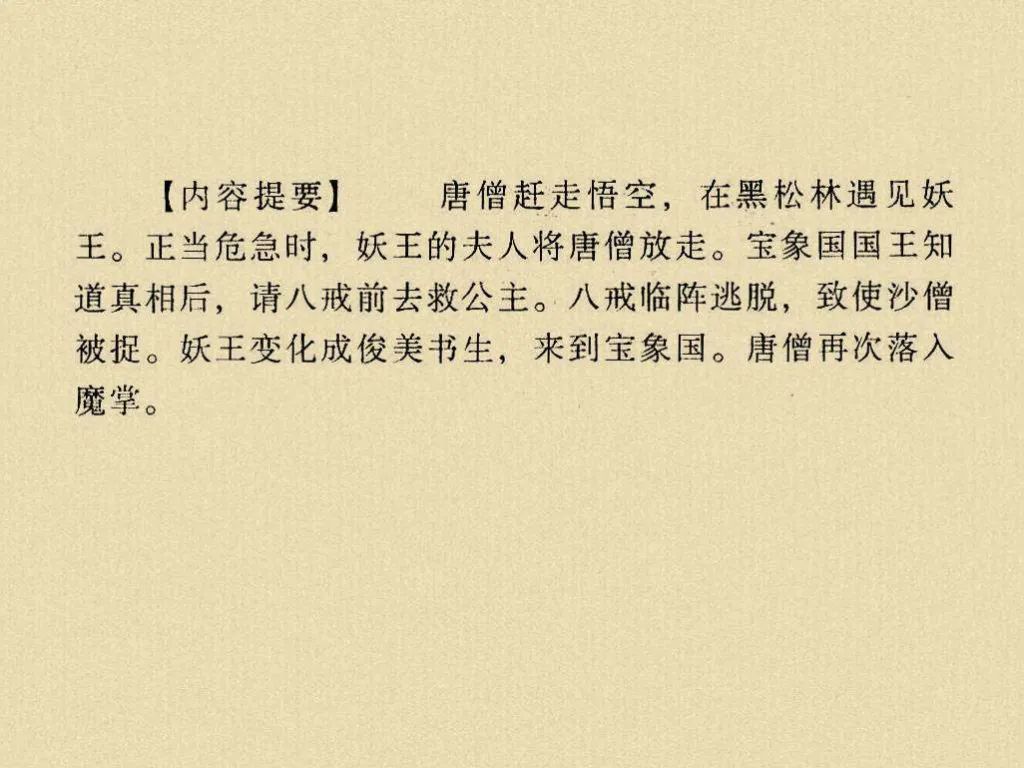 【内容提要】 唐僧赶走悟空，在黑松林遇见妖
王。正当危急时，妖王的夫人将唐僧放走。宝象国国王知
道真相后，请八戒前去救公主。八戒临阵逃脱，致使沙僧
被捉。妖王变化成俊美书生，来到宝象国。唐僧再次落入
魔掌。